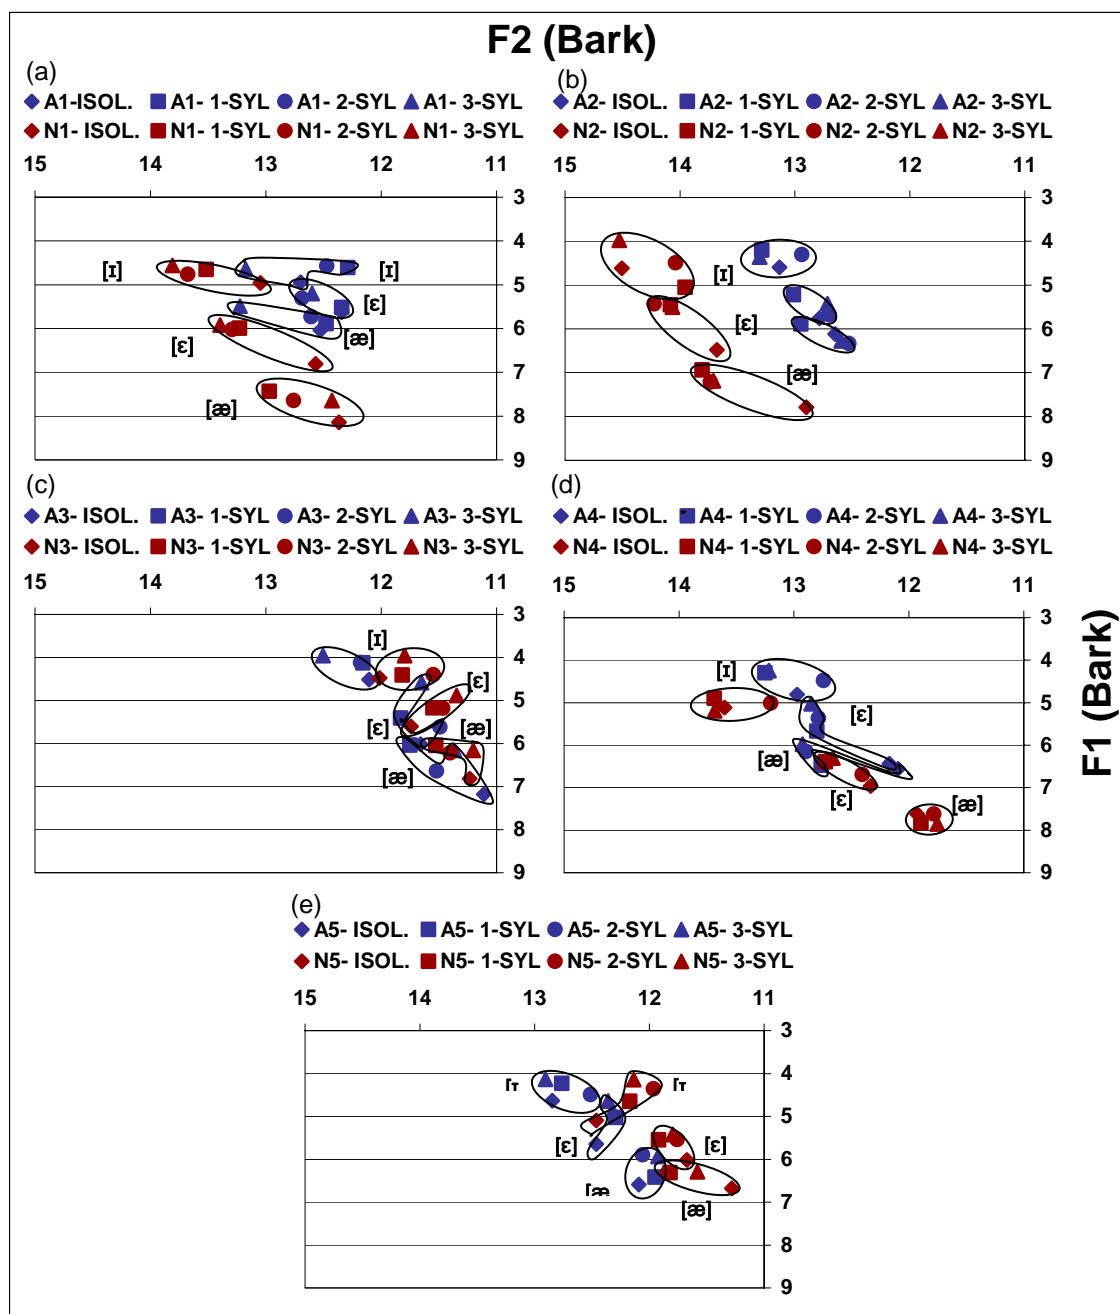 F2 (Bark)
(a)
A1-ISOL. A1- 1-SYL A1- 2-SYL A1- 3-SYL
N1- ISOL. N1- 1-SYL N1- 2-SYL N1- 3-SYL
15 14 13 12 11
3
4
[ɪ] [ɪ] 5
[ɛ]
[ɛ] [æ] 6
7
[æ] 8
9
(b)
A2- ISOL. A2- 1-SYL A2- 2-SYL A2- 3-SYL
N2- ISOL. N2- 1-SYL N2- 2-SYL N2- 3-SYL
15 14 13 12 11
3
4
[ɪ] 5
[ɛ] 6
[æ] 7
8
9
(c)
A3- ISOL. A3- 1-SYL A3- 2-SYL A3- 3-SYL
N3- ISOL. N3- 1-SYL N3- 2-SYL N3- 3-SYL
15 14 13 12 11
3
[ɪ] 4
[ɛ] 5
[ɛ] [æ] 6
[æ] 7
8
9
(d)
A4- ISOL. A4- 1-SYL A4- 2-SYL A4- 3-SYL
N4- ISOL. N4- 1-SYL N4- 2-SYL N4- 3-SYL
15 14 13 12 11
3
[ɪ] 4
[ɛ] 5
[æ] 6
[ɛ] 7
[æ] 8
9
F1 (Bark)
(e)
A5- ISOL. A5- 1-SYL A5- 2-SYL A5- 3-SYL
N5- ISOL. N5- 1-SYL N5- 2-SYL N5- 3-SYL
15 14 13 12 11
3
4
5
[ɛ] [ɛ] 6
[æ 7
[æ]
8
9